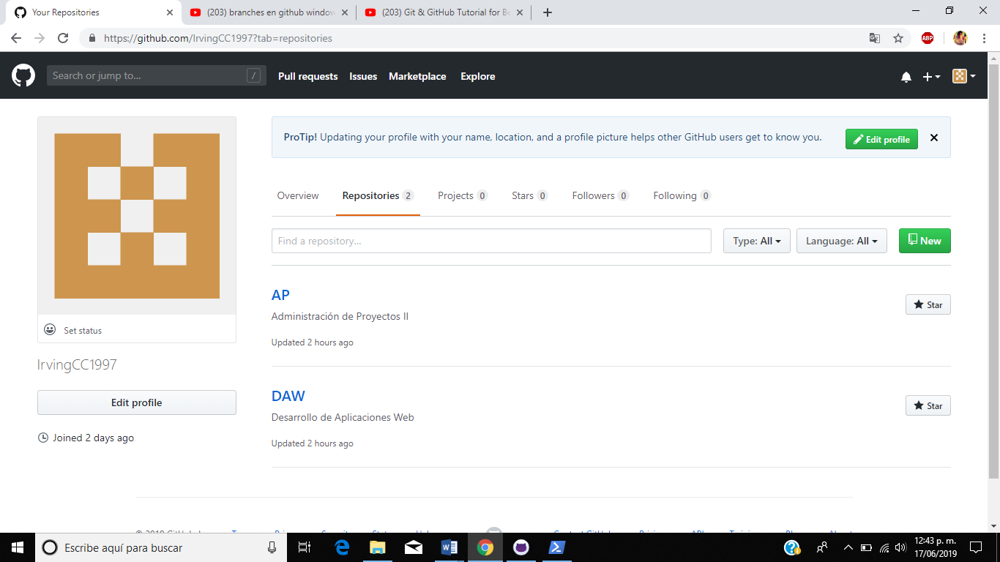 Your Repositories
(203) branches en github window
(203) Git & GitHub Tutorial for Be
https://github.com/IrvingCC1997?tab=repositories
ABP
Search or jump to...
/
Pull requests
Issues
Marketplace
Explore
ProTip! Updating your profile with your name, location, and a profile picture helps other GitHub users get to know you.
Edit profile
Overview
Repositories 2
Projects 0
Stars 0
Followers 0
Following 0
Find a repository...
Type: All
Language: All
New
AP
Administración de Proyectos II
Updated 2 hours ago
Star
DAW
Desarrollo de Aplicaciones Web
Updated 2 hours ago
Star
Set status
IrvingCC1997
Edit profile
Joined 2 days ago
Escribe aquí para buscar
12:43 p. m.
17/06/2019